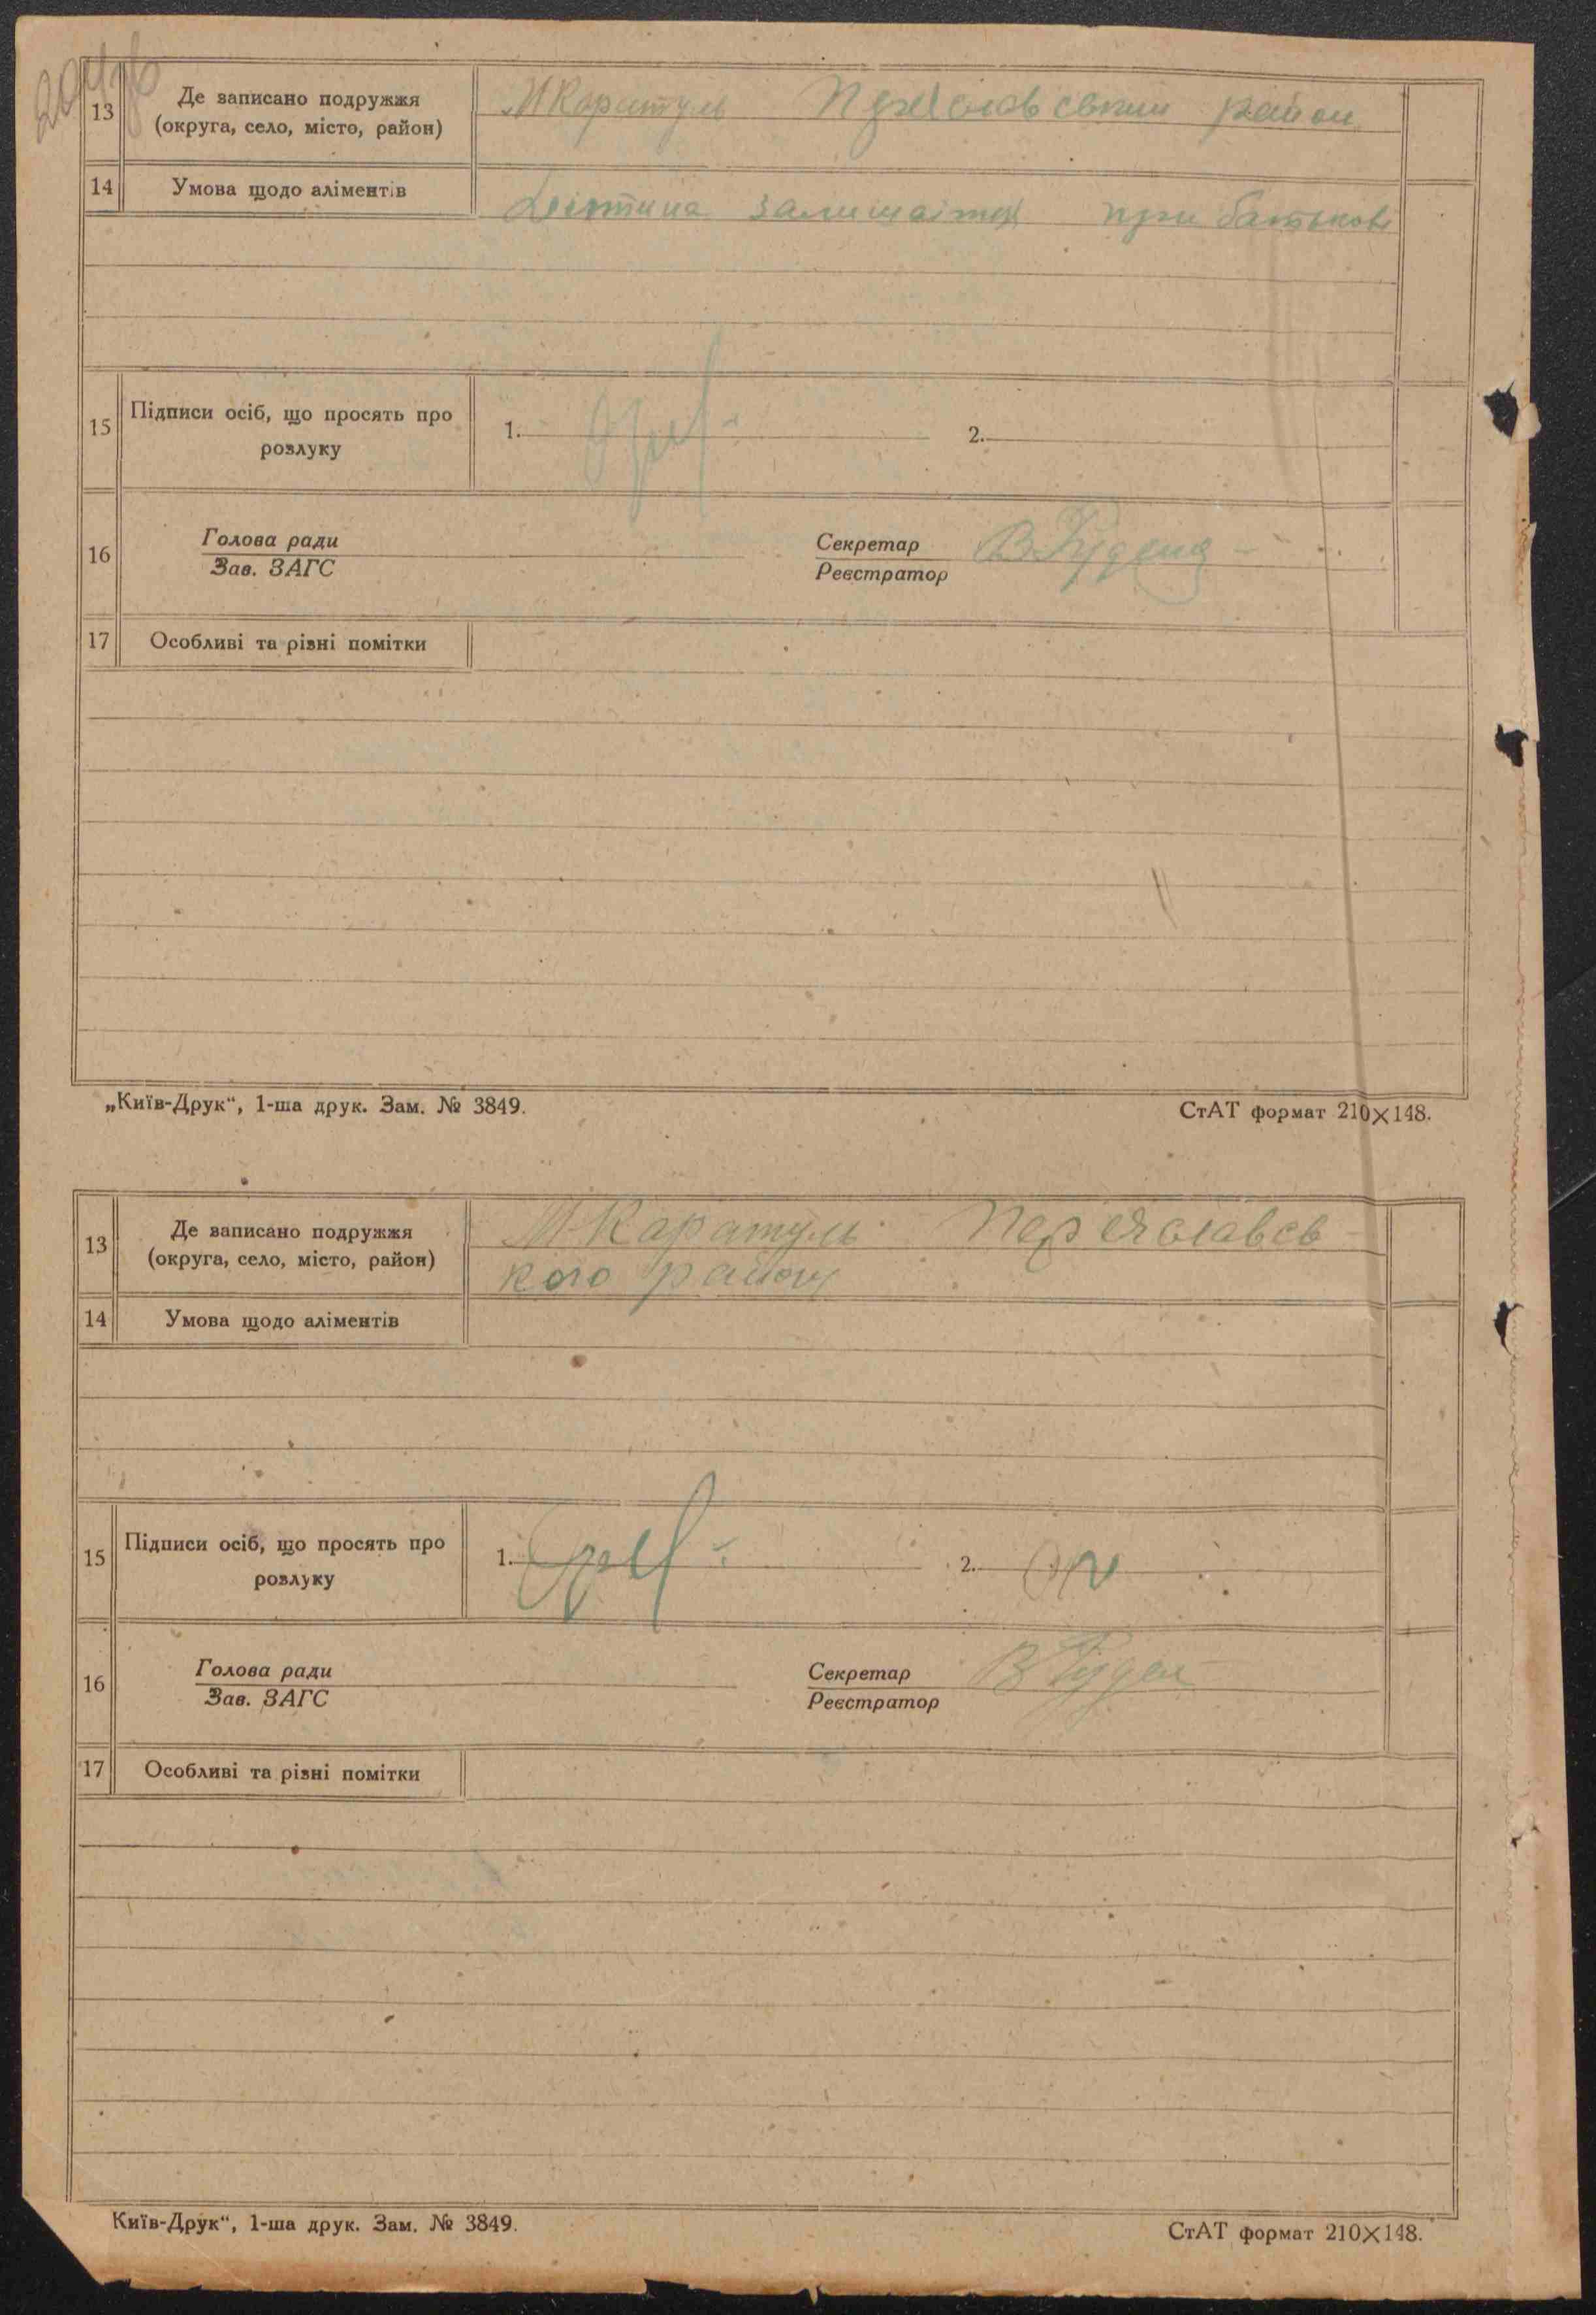 13
Де записано подружжя
(округа, село, місто, район)
М Каратуль Переяславський район
14
Умова щодо аліментів
Дитина залишаїтся при батькові
15
Підписи осіб, що просять про
розлуку
1.
2.
16
Голова ради
Зав. ЗАГС
Секретар
Реєстратор
17
Особливі та різні помітки
„Київ-Друк“, 1-ша друк. Зам. № 3849.
СтАТ формат 210×148.
13
Де записано подружжя
(округа, село, місто, район)
М-Каратуль Переяславсь
кого району
14
Умова щодо аліментів
15
Підписи осіб, що просять про
розлуку
1.
2.
16
Голова ради
Зав. ЗАГС
Секретар
Реєстратор
17
Особливі та різні помітки
Київ-Друк“, 1-ша друк. Зам. № 3849.
СтАТ формат 210×148.